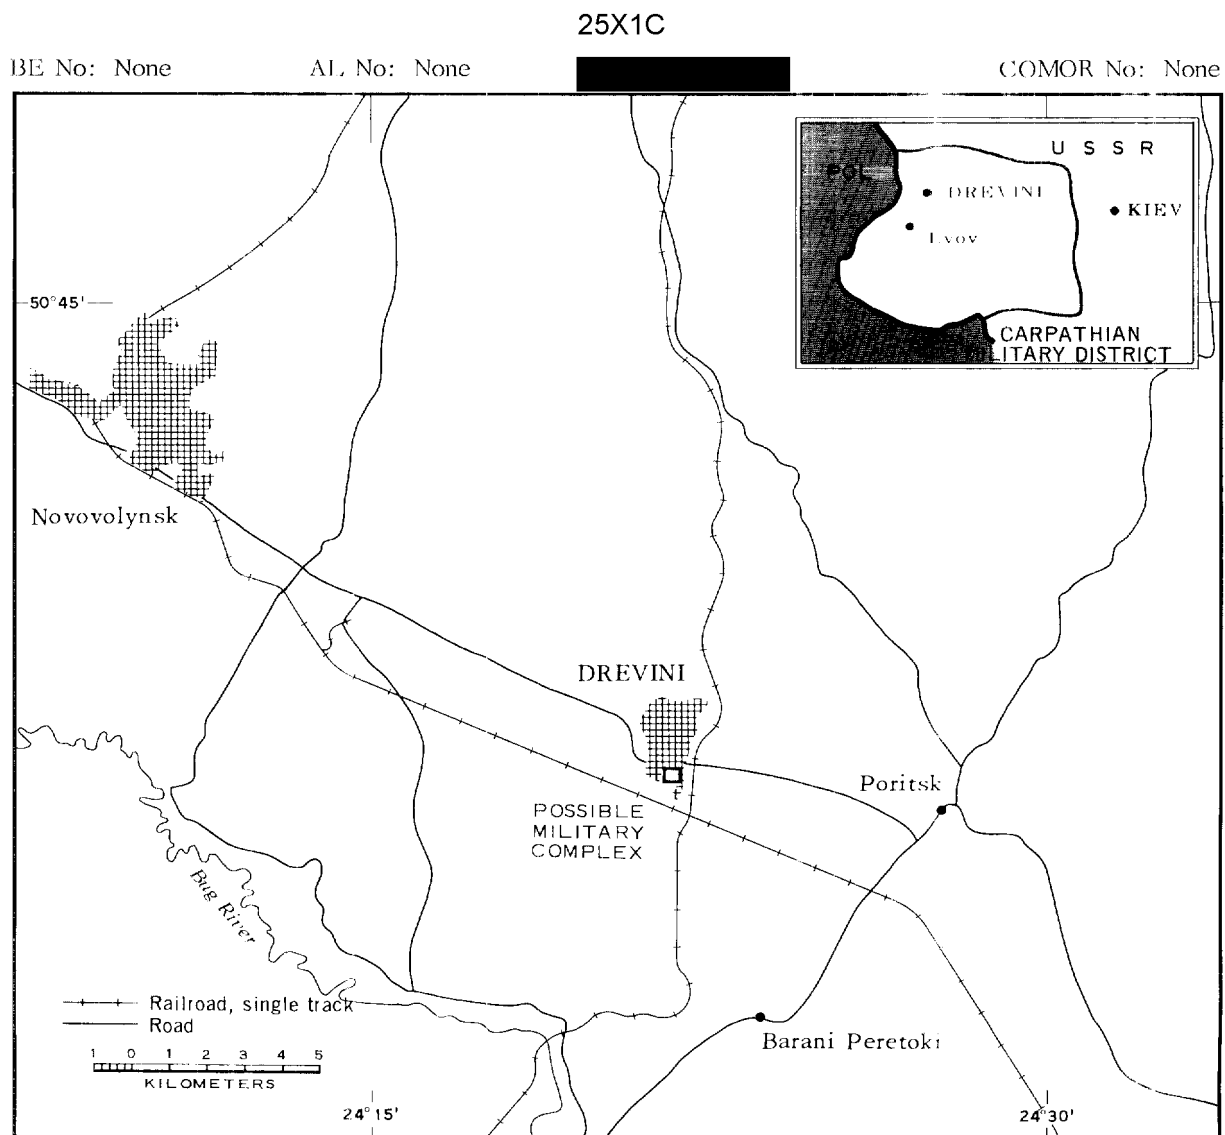 25X1C
BE No: None AL No: None COMOR No: None
U S S R
POL
DREVINI
KIEV
Lvov
CARPATHIAN
LITARY DISTRICT
50°45'
Novovolynsk
DREVINI
Poritsk
POSSIBLE
MILITARY
COMPLEX
Bug River
Railroad, single track
Road
1 0 1 2 3 4 5
KILOMETERS
Barani Peretoki
24°15' 24°30'